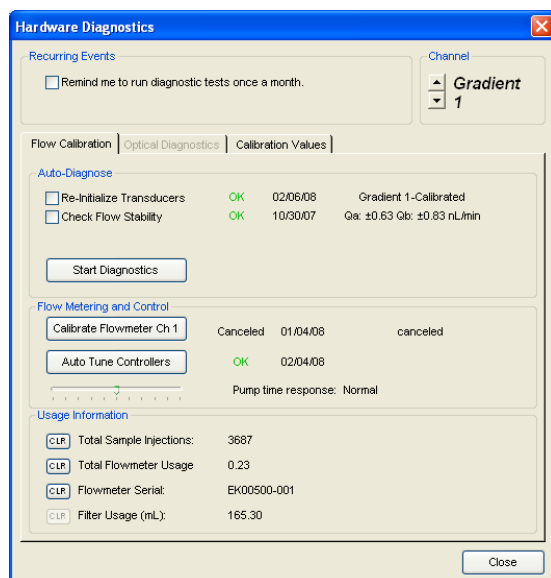 Hardware Diagnostics
Recurring Events
Remind me to run diagnostic tests once a month.
Channel
Gradient
1
Flow Calibration Optical Diagnostics Calibration Values
Auto-Diagnose
Re-Initialize Transducers OK 02/06/08 Gradient 1-Calibrated
Check Flow Stability OK 10/30/07 Qa: ±0.63 Qb: ±0.83 nL/min
Start Diagnostics
Flow Metering and Control
Calibrate Flowmeter Ch 1 Canceled 01/04/08 canceled
Auto Tune Controllers OK 02/04/08
Pump time response: Normal
Usage Information
CLR Total Sample Injections: 3687
CLR Total Flowmeter Usage 0.23
CLR Flowmeter Serial: EK00500-001
CLR Filter Usage (mL): 165.30
Close